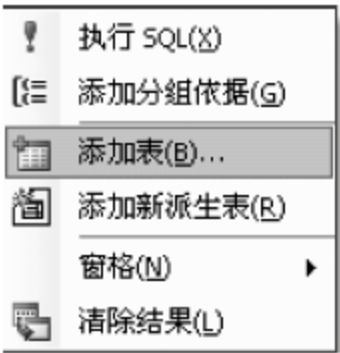 执行 SQL(X)
添加分组依据(G)
添加表(B)...
添加新派生表(R)
窗格(N)
清除结果(L)